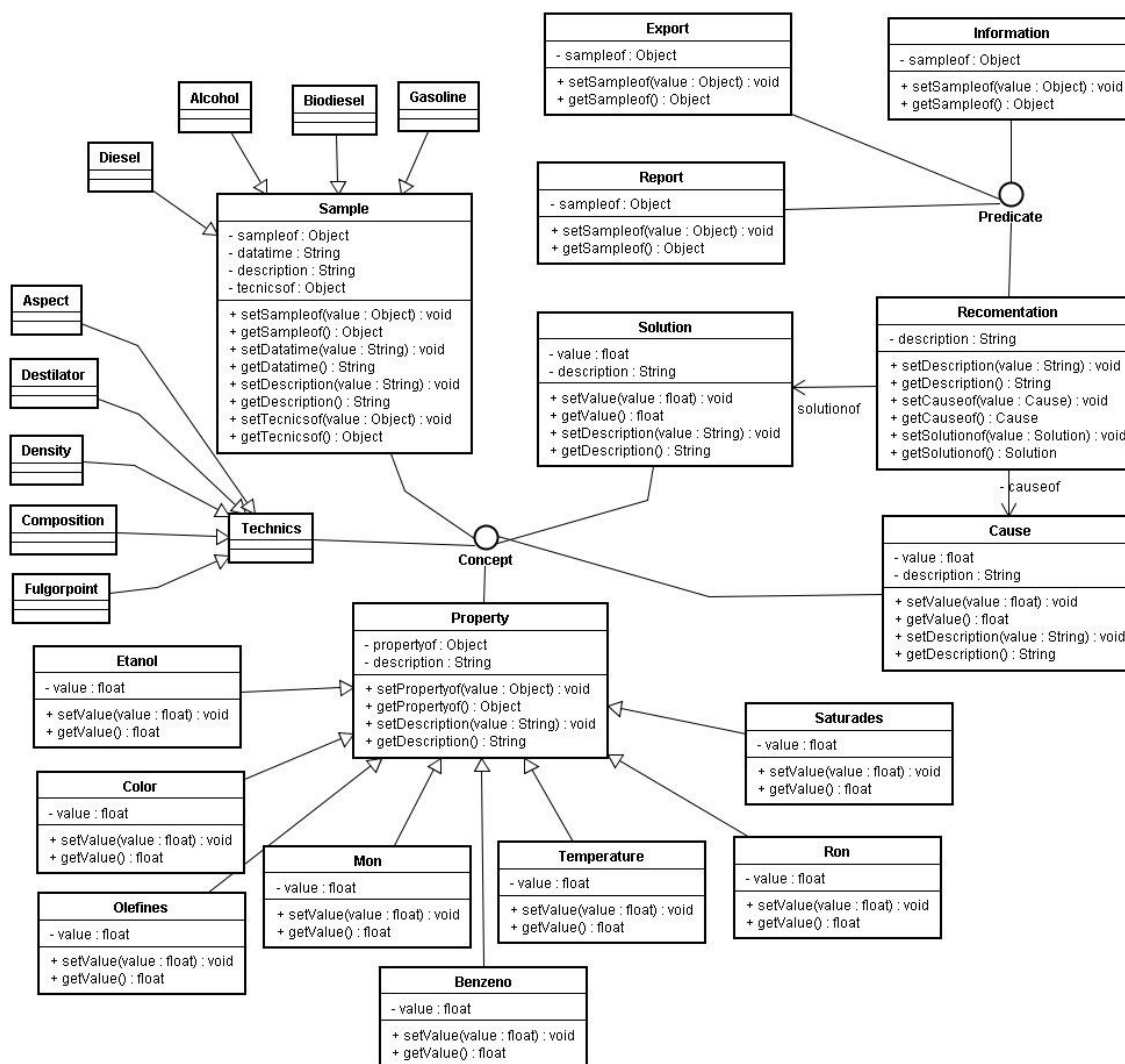 Export
- sampleof : Object
+ setSampleof(value : Object) : void
+ getSampleof() : Object
Information
- sampleof : Object
+ setSampleof(value : Object) : void
+ getSampleof() : Object
Alcohol
Biodiesel
Gasoline
Diesel
Report
- sampleof : Object
+ setSampleof(value : Object) : void
+ getSampleof() : Object
Predicate
Sample
- sampleof : Object
- datatime : String
- description : String
- tecnicsof : Object
+ setSampleof(value : Object) : void
+ getSampleof() : Object
+ setDatatime(value : String) : void
+ getDatatime() : String
+ setDescription(value : String) : void
+ getDescription() : String
+ setTecnicsof(value : Object) : void
+ getTecnicsof() : Object
Aspect
Destilator
Density
Composition
Fulgorpoint
Technics
Solution
- value : float
- description : String
+ setValue(value : float) : void
+ getValue() : float
+ setDescription(value : String) : void
+ getDescription() : String
solutionof
Recomentation
- description : String
+ setDescription(value : String) : void
+ getDescription() : String
+ setCauseof(value : Cause) : void
+ getCauseof() : Cause
+ setSolutionof(value : Solution) : void
+ getSolutionof() : Solution
- causeof
Concept
Cause
- value : float
- description : String
+ setValue(value : float) : void
+ getValue() : float
+ setDescription(value : String) : void
+ getDescription() : String
Property
- propertyof : Object
- description : String
+ setPropertyof(value : Object) : void
+ getPropertyof() : Object
+ setDescription(value : String) : void
+ getDescription() : String
Etanol
- value : float
+ setValue(value : float) : void
+ getValue() : float
Saturades
- value : float
+ setValue(value : float) : void
+ getValue() : float
Color
- value : float
+ setValue(value : float) : void
+ getValue() : float
Mon
- value : float
+ setValue(value : float) : void
+ getValue() : float
Temperature
- value : float
+ setValue(value : float) : void
+ getValue() : float
Ron
- value : float
+ setValue(value : float) : void
+ getValue() : float
Olefines
- value : float
+ setValue(value : float) : void
+ getValue() : float
Benzeno
- value : float
+ setValue(value : float) : void
+ getValue() : float